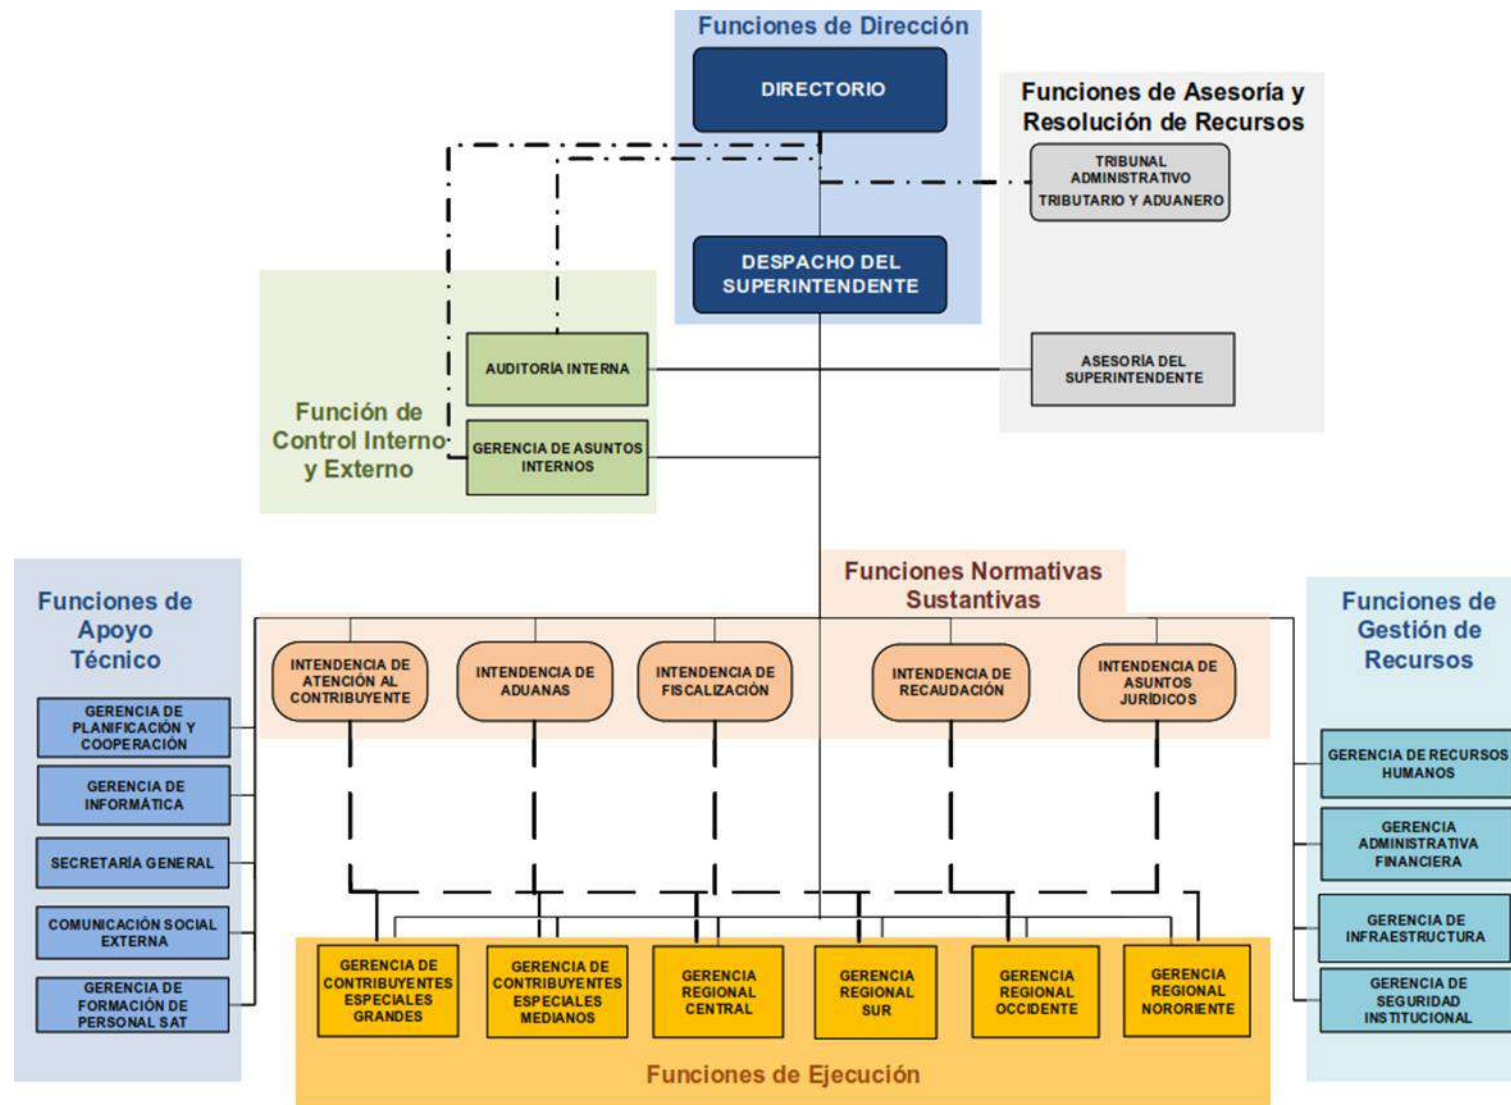 Funciones de Dirección
DIRECTORIO
DESPACHO DEL
SUPERINTENDENTE
Funciones de Asesoría y
Resolución de Recursos
TRIBUNAL
ADMINISTRATIVO
TRIBUTARIO Y ADUANERO
ASESORÍA DEL
SUPERINTENDENTE
AUDITORÍA INTERNA
Función de
Control Interno
y Externo
GERENCIA DE ASUNTOS
INTERNOS
Funciones Normativas
Sustantivas
Funciones de
Apoyo
Técnico
GERENCIA DE
PLANIFICACIÓN Y
COOPERACIÓN
GERENCIA DE
INFORMÁTICA
SECRETARÍA GENERAL
COMUNICACIÓN SOCIAL
EXTERNA
GERENCIA DE
FORMACIÓN DE
PERSONAL SAT
INTENDENCIA DE
ATENCIÓN AL
CONTRIBUYENTE
INTENDENCIA DE
ADUANAS
INTENDENCIA DE
FISCALIZACIÓN
INTENDENCIA DE
RECAUDACIÓN
INTENDENCIA DE
ASUNTOS
JURÍDICOS
Funciones de
Gestión de
Recursos
GERENCIA DE RECURSOS
HUMANOS
GERENCIA
ADMINISTRATIVA
FINANCIERA
GERENCIA DE
INFRAESTRUCTURA
GERENCIA DE
SEGURIDAD
INSTITUCIONAL
GERENCIA DE
CONTRIBUYENTES
ESPECIALES
GRANDES
GERENCIA DE
CONTRIBUYENTES
ESPECIALES
MEDIANOS
GERENCIA
REGIONAL
CENTRAL
GERENCIA
REGIONAL
SUR
GERENCIA
REGIONAL
OCCIDENTE
GERENCIA
REGIONAL
NORORIENTE
Funciones de Ejecución